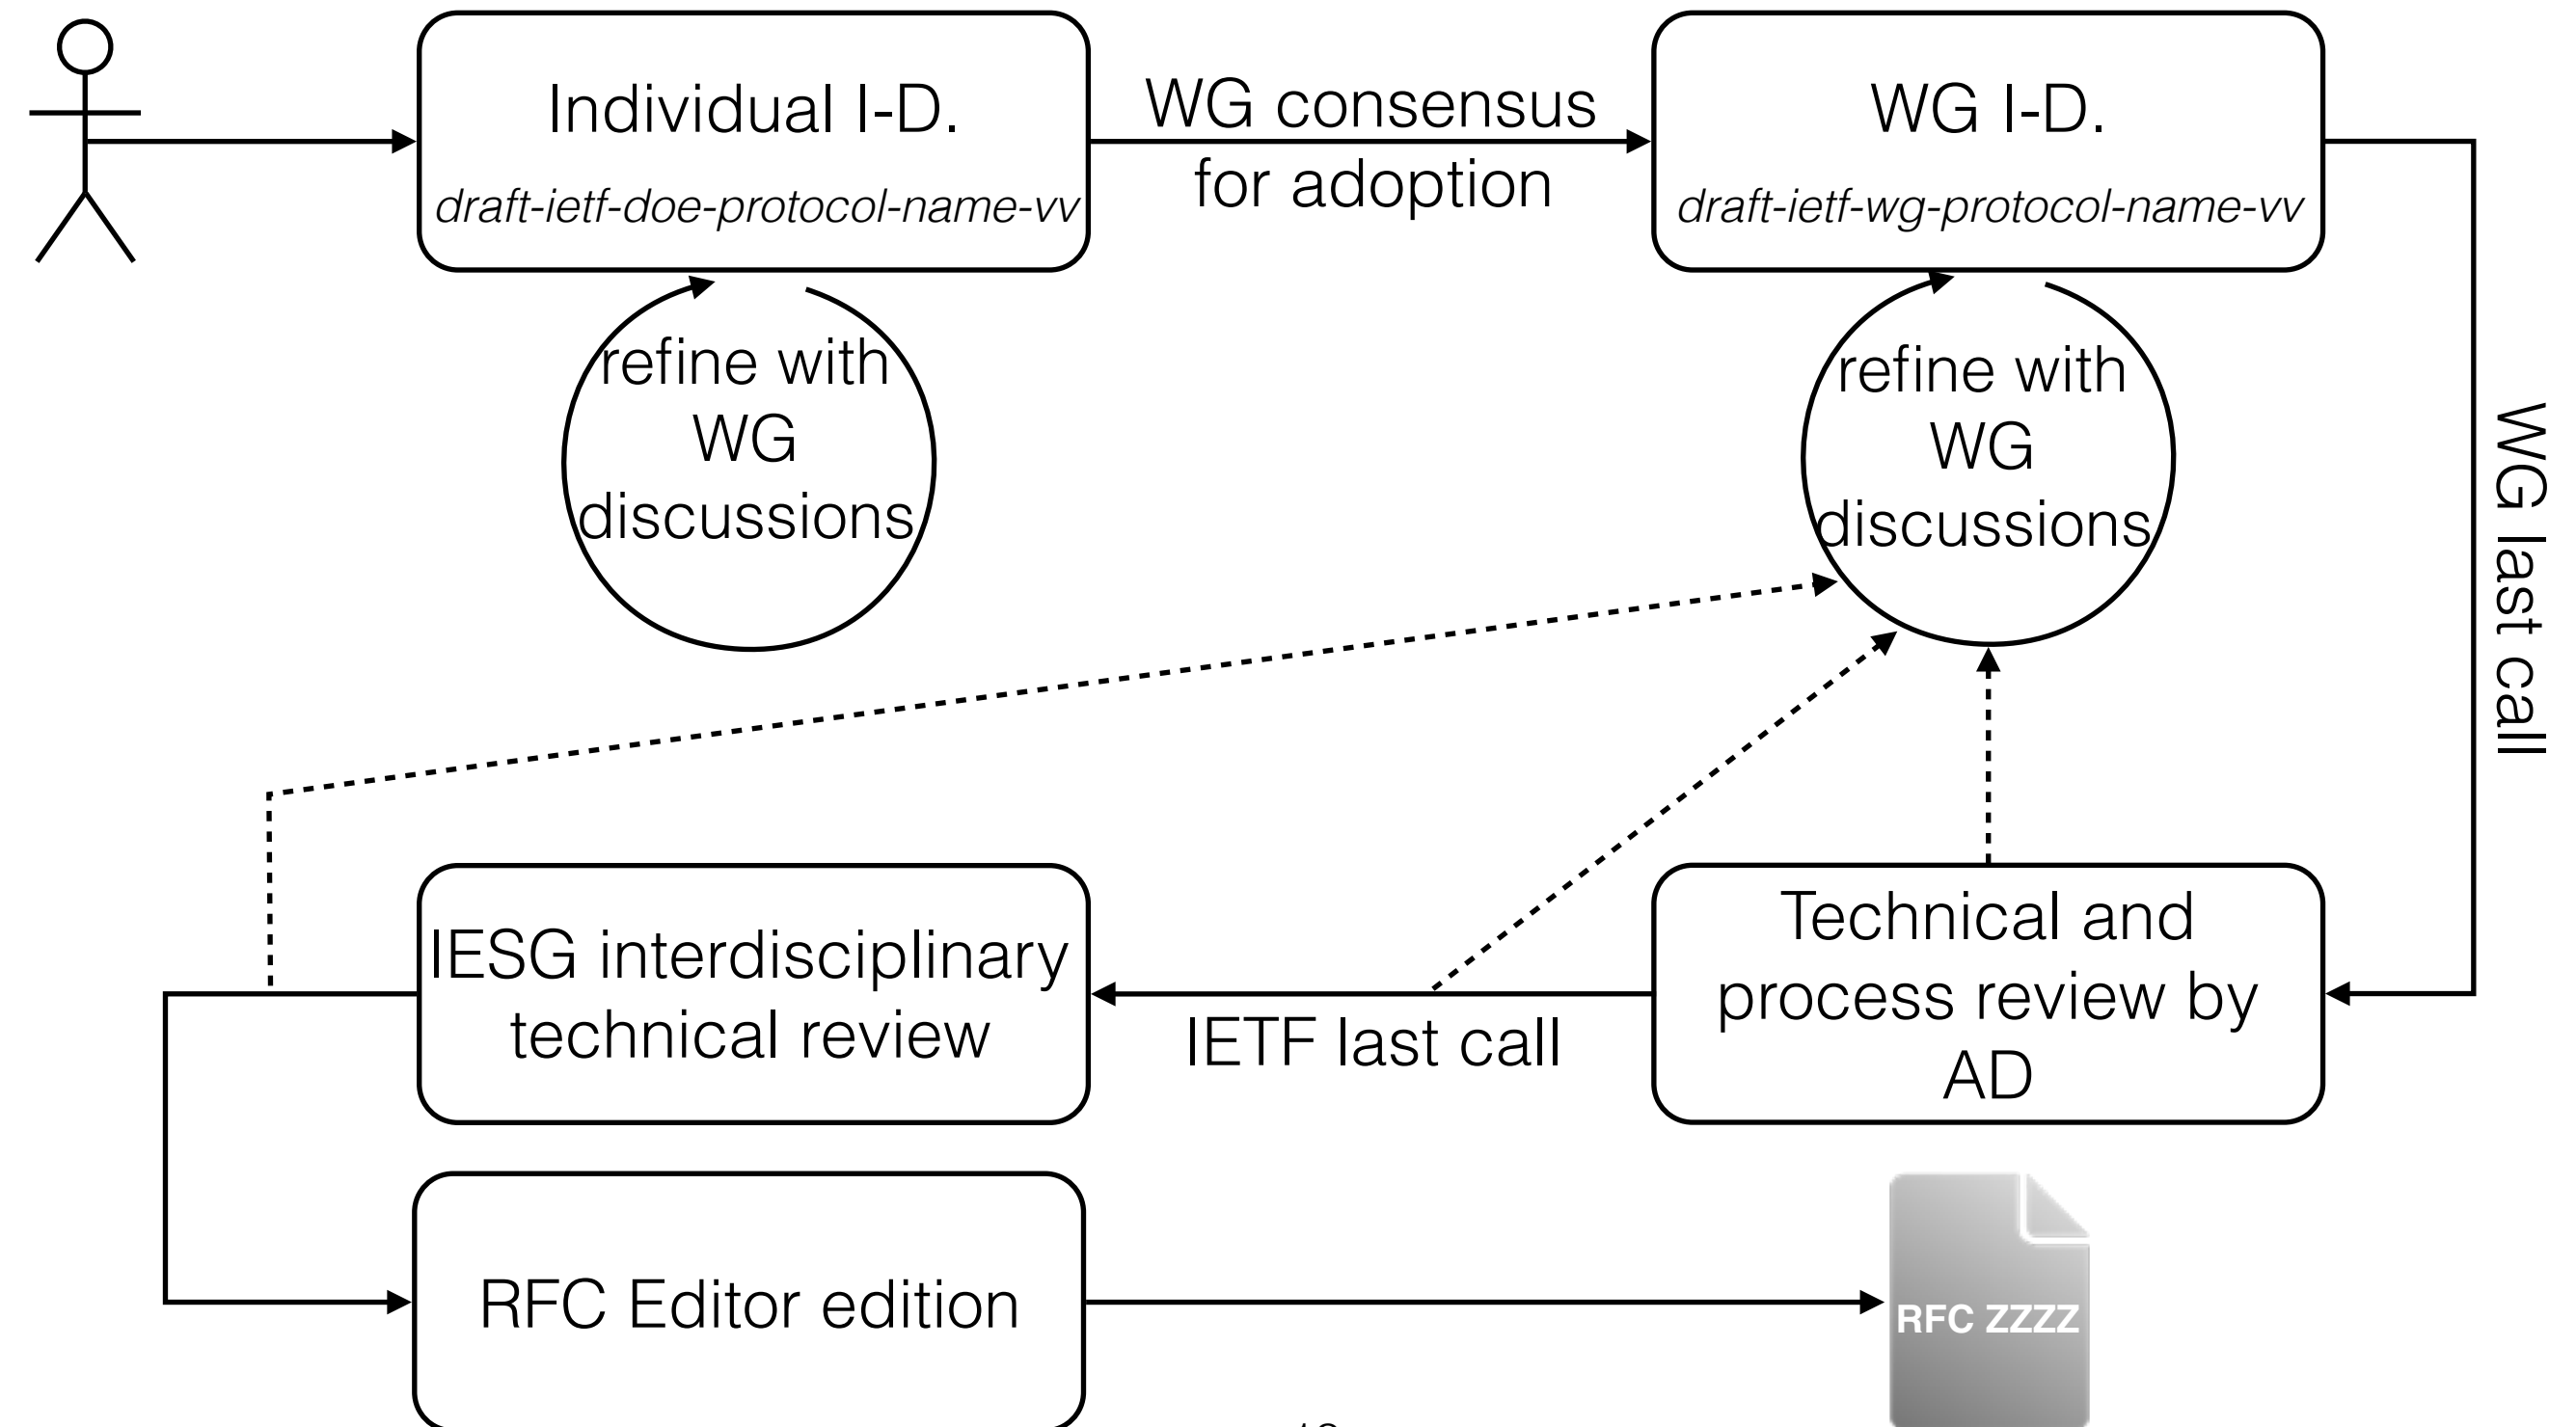 Individual I-D.
draft-ietf-doe-protocol-name-vv
WG consensus
for adoption
WG I-D.
draft-ietf-wg-protocol-name-vv
refine with
WG
discussions
refine with
WG
discussions
WG last call
IESG interdisciplinary
technical review
IETF last call
Technical and
process review by
AD
RFC Editor edition
RFC ZZZZ